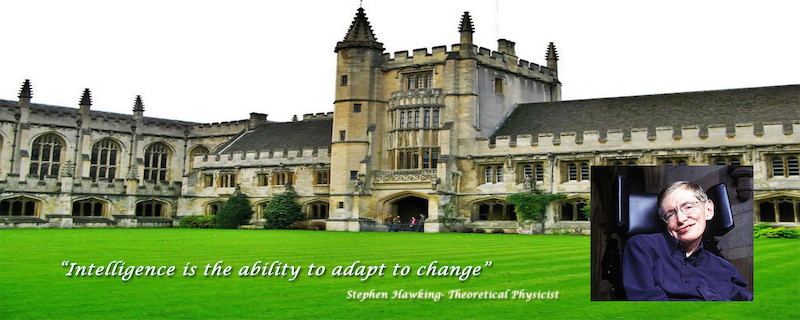 “Intelligence is the ability to adapt to change”
Stephen Hawking- Theoretical Physicist